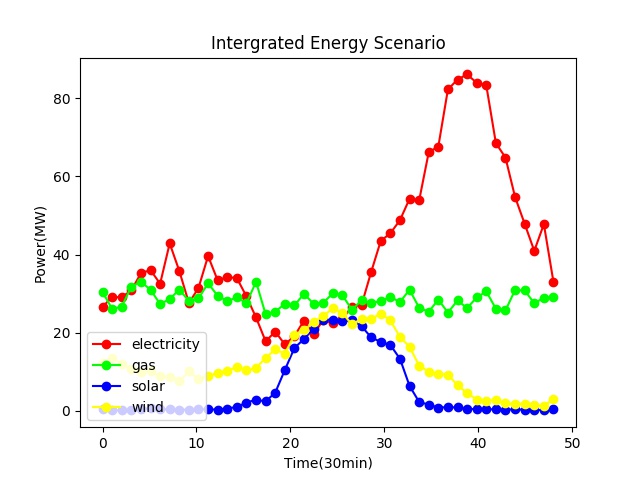 Intergrated Energy Scenario
Power(MW)
80
60
40
20
0
electricity
gas
solar
wind
0 10 20 30 40 50
Time(30min)